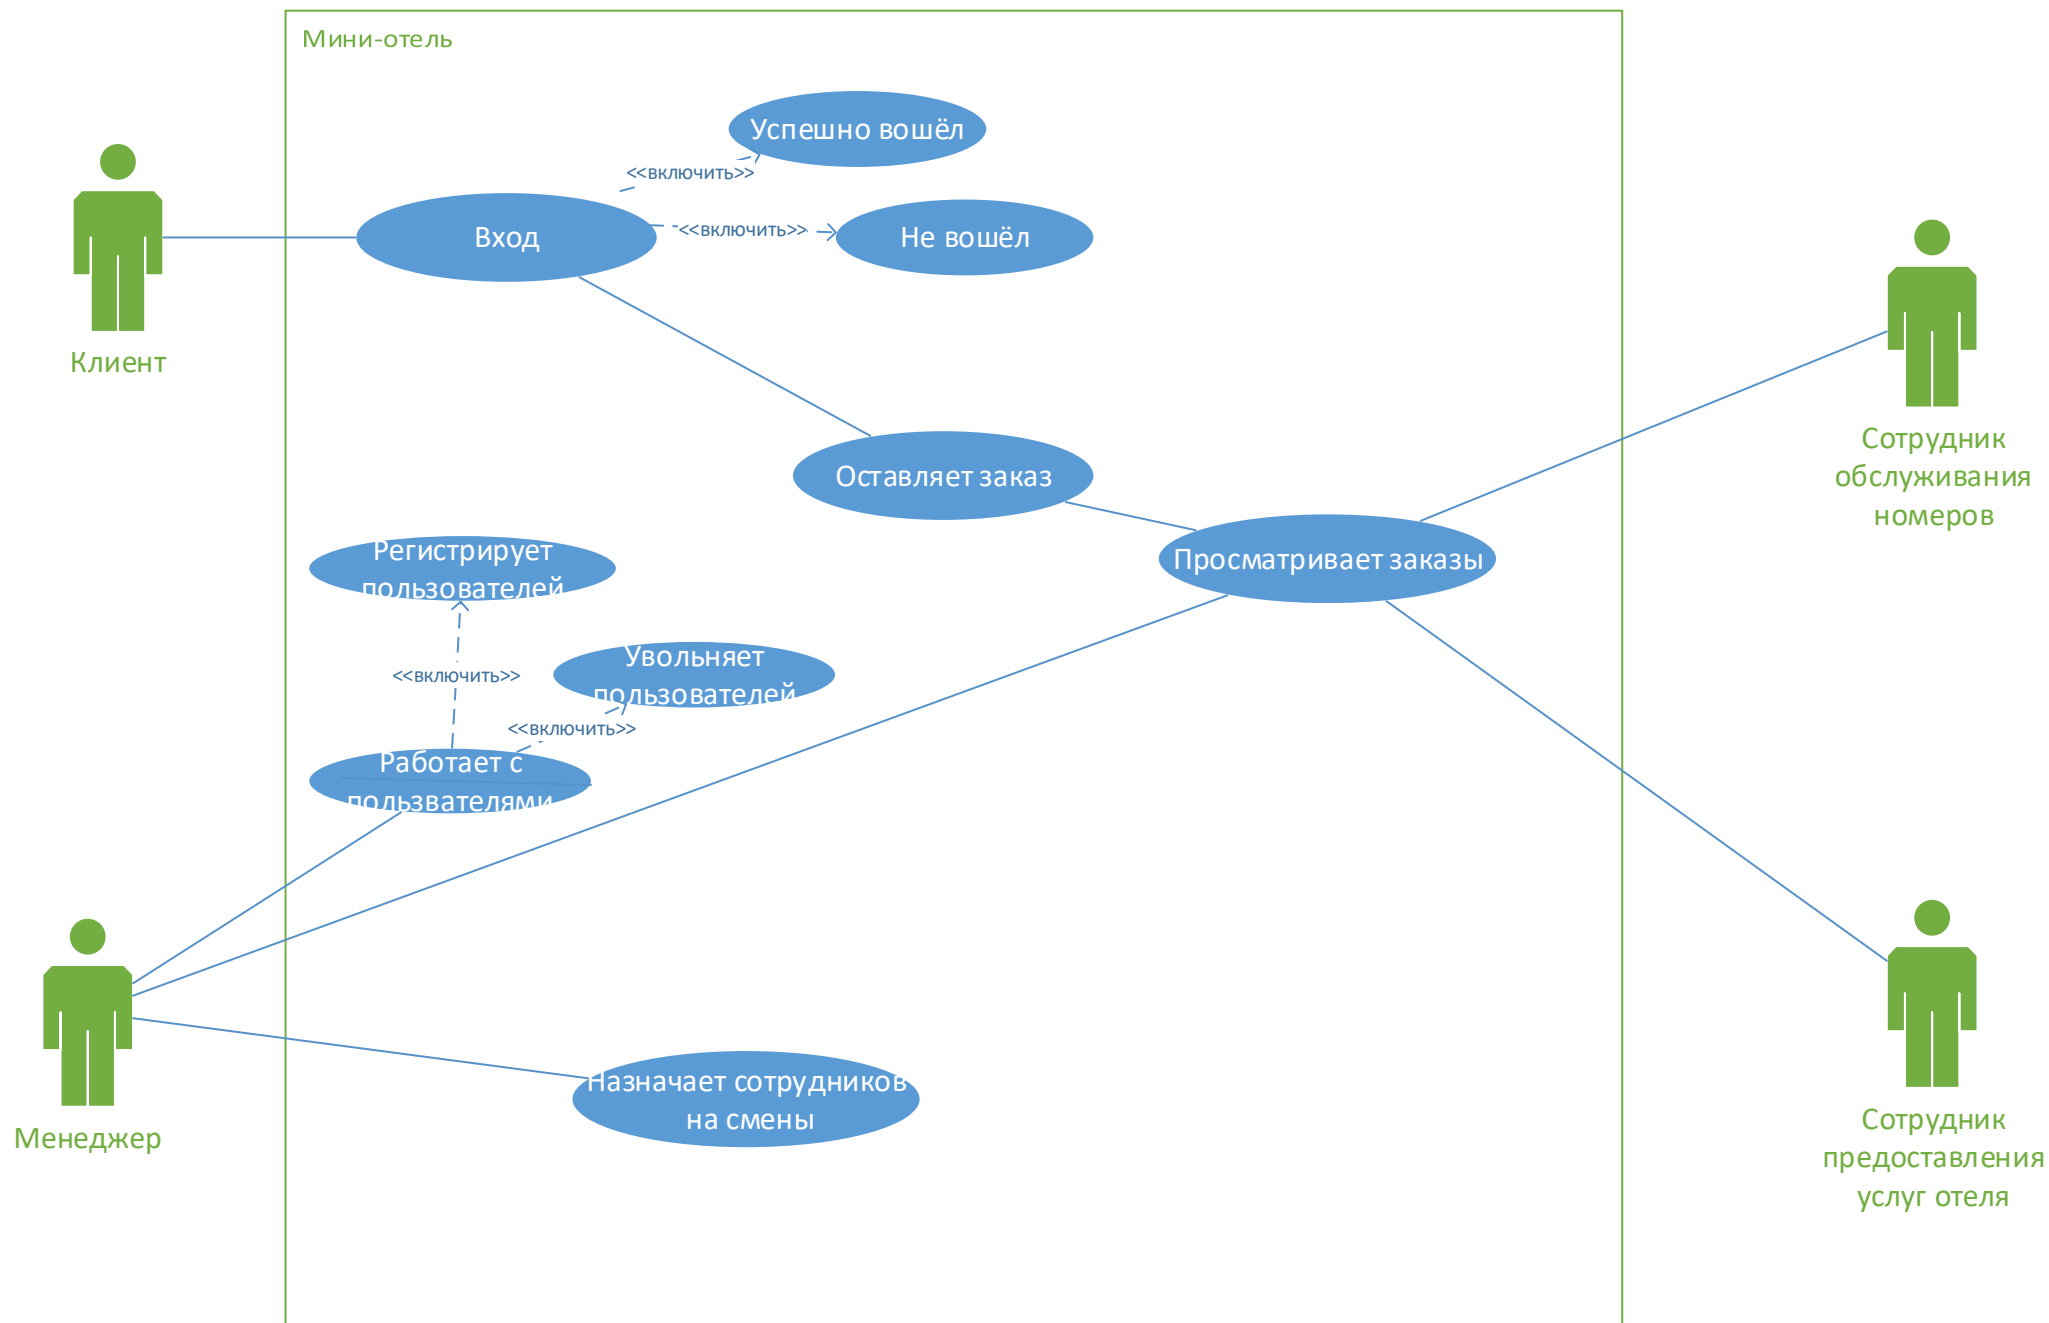 Мини-отель
Успешно вошёл
<<включить>>
Вход
<<включить>>
Не вошёл
Клиент
Сотрудник
обслуживания
номеров
Оставляет заказ
Просматривает заказы
Регистрирует
пользователей
<<включить>>
Увольняет
пользователей
<<включить>>
Работает с
пользвателями
Менеджер
Назначает сотрудников
на смены
Сотрудник
предоставления
услуг отеля